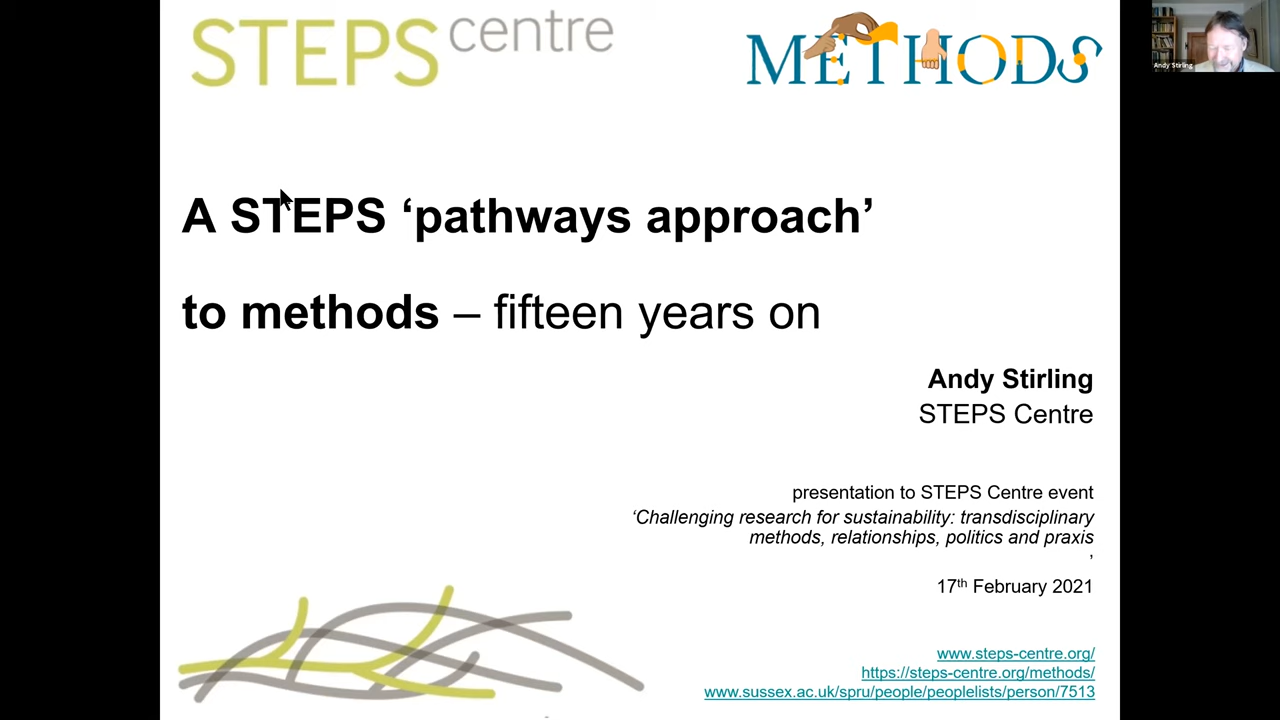 STEPS centre
METHODS
Andy Stirling
A STEPS ‘pathways approach’
to methods – fifteen years on
Andy Stirling
STEPS Centre
presentation to STEPS Centre event
‘Challenging research for sustainability: transdisciplinary
methods, relationships, politics and praxis
’
17th February 2021
www.steps-centre.org/
https://steps-centre.org/methods/
www.sussex.ac.uk/spru/people/peoplelists/person/7513